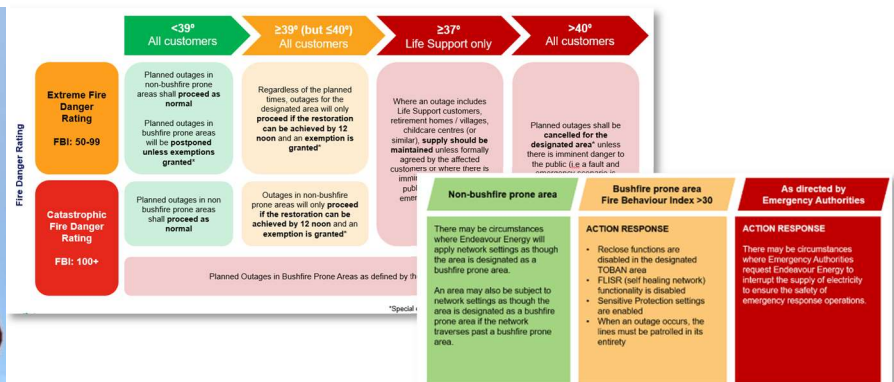 <39º
All customers
≥39º (but ≤40º)
All customers
≥37º
Life Support only
>40º
All customers
Fire Danger Rating
Extreme Fire
Danger
Rating
FBI: 50-99
Planned outages in
non-bushfire prone
areas shall proceed as
normal
Planned outages in
bushfire prone areas
will be postponed
unless exemptions
granted*
Regardless of the planned
times, outages for the
designated area will only
proceed if the restoration
can be achieved by 12
noon and an exemption is
granted*
Where an outage includes
Life Support customers,
retirement homes / villages,
childcare centres (or
similar), supply should be
maintained unless formally
agreed by the affected
customers or where there is
Planned outages shall be
cancelled for the
designated area* unless
there is imminent danger to
the public (i.e a fault and
emergency scenario is
Catastrophic
Fire Danger
Rating
FBI: 100+
Planned outages in non
bushfire prone areas
shall proceed as
normal
Outages in non-bushfire
prone areas will only proceed
if the restoration can be
achieved by 12 noon and an
exemption is granted*
Planned Outages in Bushfire Prone Areas as defined by the
*Special
Non-bushfire prone area
There may be circumstances
where Endeavour Energy will
apply network settings as though
the area is designated as a
bushfire prone area.
An area may also be subject to
network settings as though the
area is designated as a bushfire
prone area if the network
traverses past a bushfire prone
area.
Bushfire prone area
Fire Behaviour Index >30
ACTION RESPONSE
• Reclose functions are
disabled in the designated
TOBAN area
• FLISR (self healing network)
functionality is disabled
• Sensitive Protection settings
are enabled
• When an outage occurs, the
lines must be patrolled in its
entirety
As directed by
Emergency Authorities
ACTION RESPONSE
There may be circumstances
where Emergency Authorities
request Endeavour Energy to
interrupt the supply of electricity
to ensure the safety of
emergency response operations.